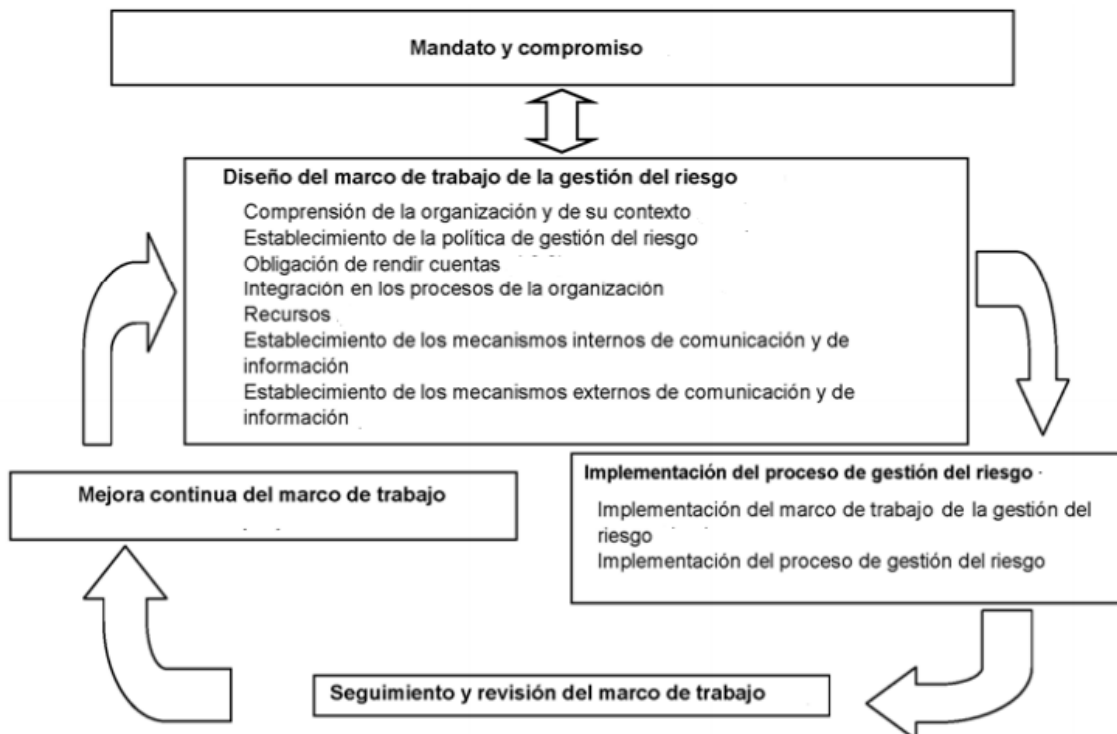 Mandato y compromiso
Diseño del marco de trabajo de la gestión del riesgo
Comprensión de la organización y de su contexto
Establecimiento de la política de gestión del riesgo
Obligación de rendir cuentas
Integración en los procesos de la organización
Recursos
Establecimiento de los mecanismos internos de comunicación y de
información
Establecimiento de los mecanismos externos de comunicación y de
información
Implementación del proceso de gestión del riesgo
Implementación del marco de trabajo de la gestión del
riesgo
Implementación del proceso de gestión del riesgo
Mejora continua del marco de trabajo
Seguimiento y revisión del marco de trabajo